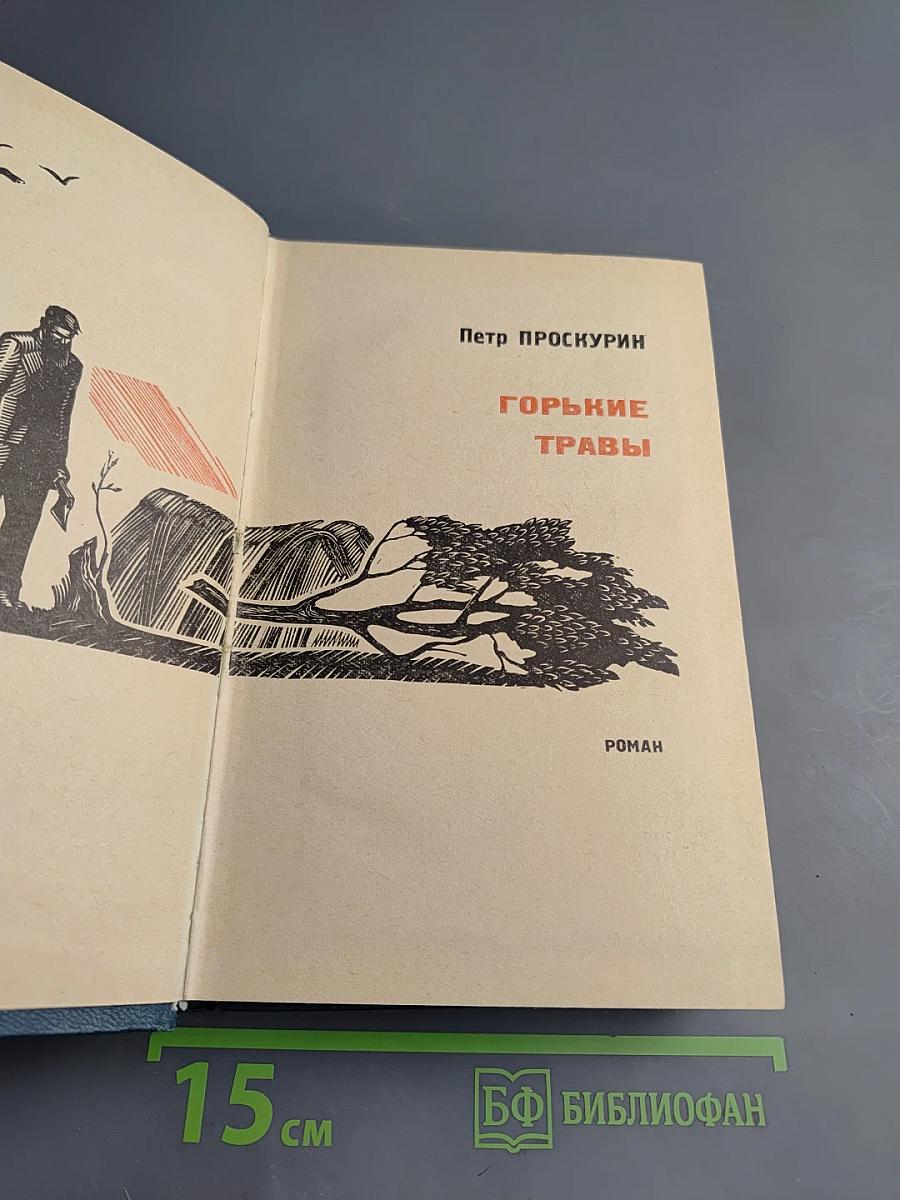 Петр ПРОСКУРИН
ГОРЬКИЕ
ТРАВЫ
РОМАН
15 см
БФ БИБЛИОФАН